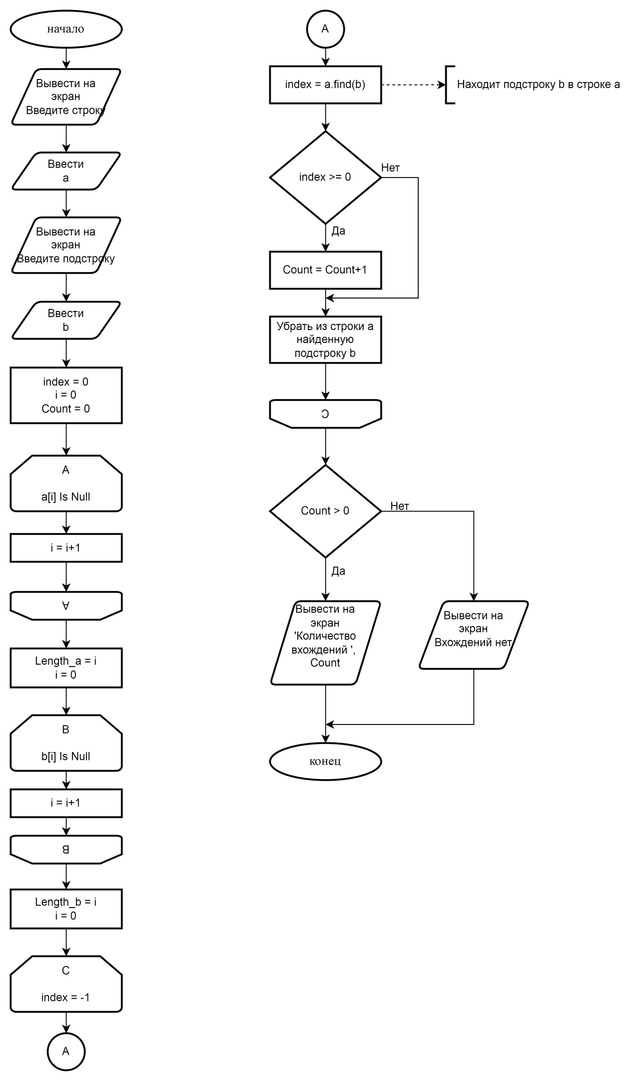 начало
Вывести на
экран
Введите строку
Ввести
a
Вывести на
экран
Введите подстроку
Ввести
b
index = 0
i = 0
Count = 0
A
a[i] Is Null
i = i+1
A
Length_a = i
i = 0
B
b[i] Is Null
i = i+1
B
Length_b = i
i = 0
C
index = -1
A
A
index = a.find(b)
Находит подстроку b в строке a
index >= 0
Нет
Да
Count = Count+1
Убрать из строки a
найденную
подстроку b
C
Count > 0
Нет
Да
Вывести на
экран
'Количество
вхождений ',
Count
Вывести на
экран
Вхождений нет
конец